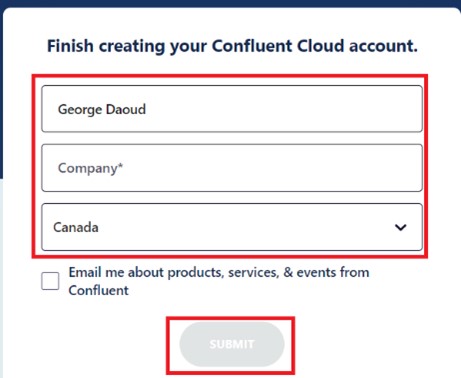 Finish creating your Confluent Cloud account.
George Daoud
Company*
Canada
Email me about products, services, & events from
Confluent
SUBMIT